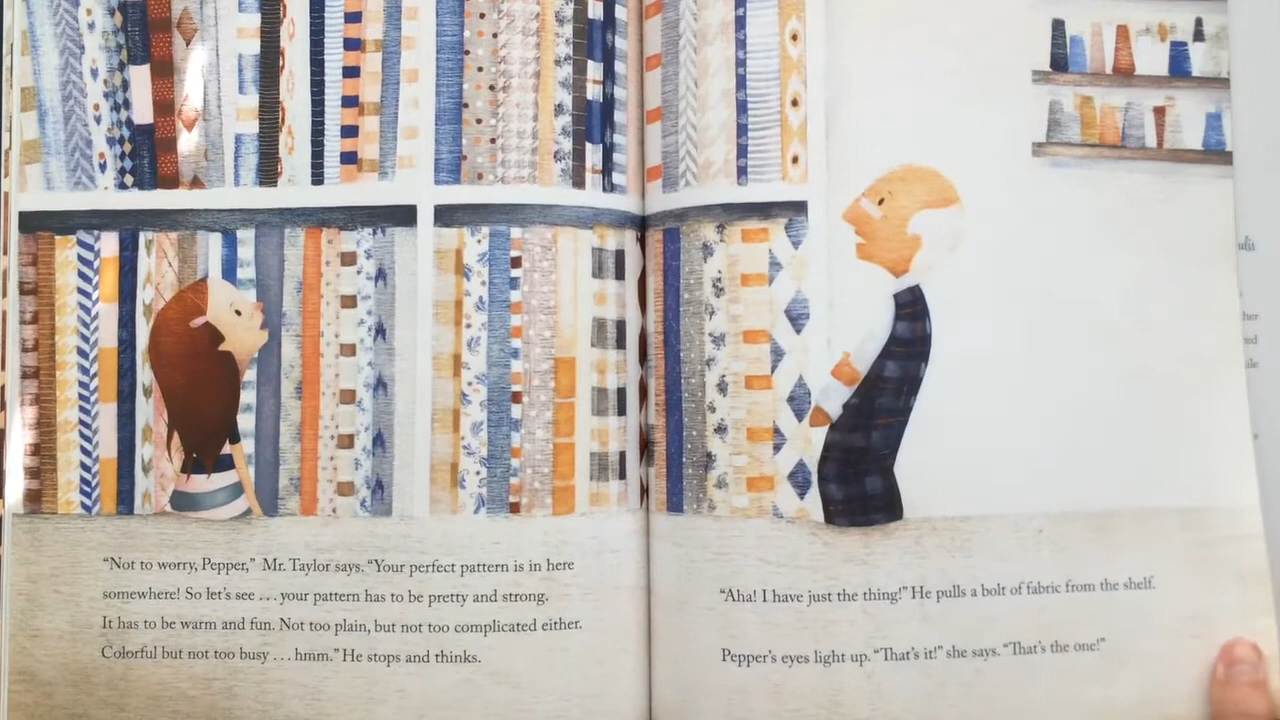 “Not to worry, Pepper,” Mr. Taylor says. “Your perfect pattern is in here
somewhere! So let’s see . . . your pattern has to be pretty and strong.
It has to be warm and fun. Not too plain, but not too complicated either.
Colorful but not too busy . . . hmm.” He stops and thinks.
“Aha! I have just the thing!” He pulls a bolt of fabric from the shelf.
Pepper’s eyes light up. “That’s it!” she says. “That’s the one!”